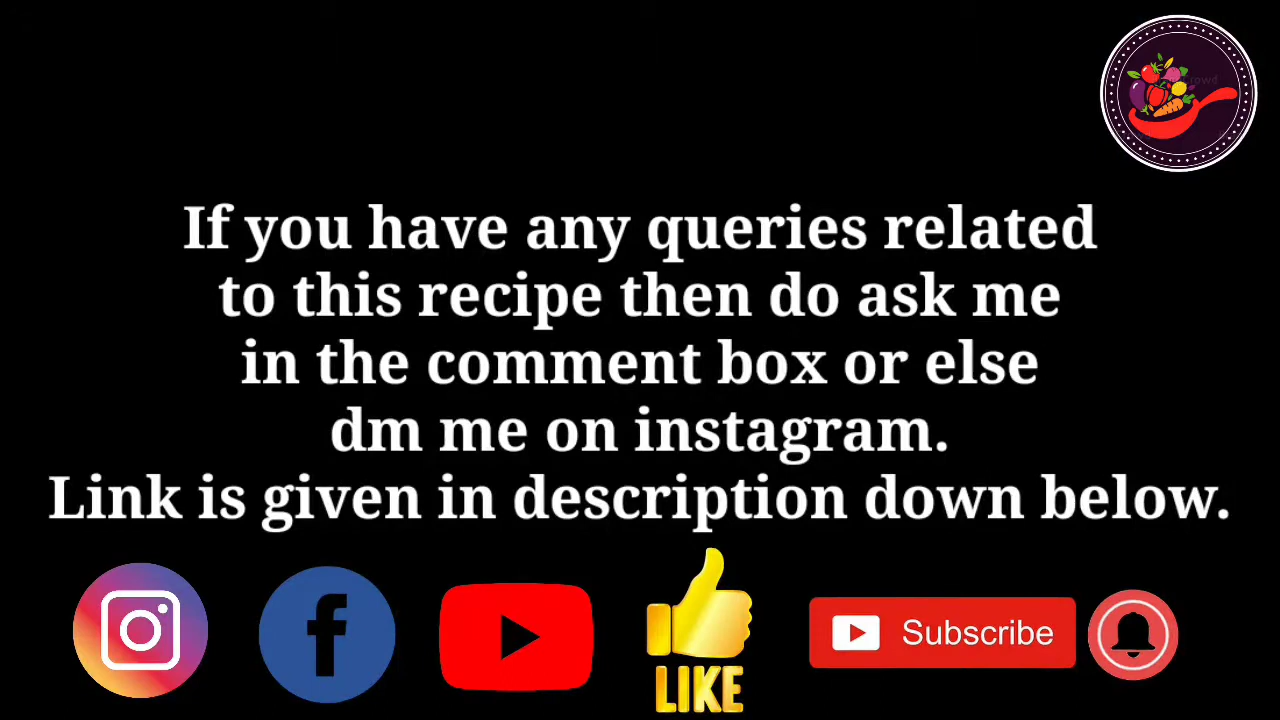 If you have any queries related
to this recipe then do ask me
in the comment box or else
dm me on instagram.
Link is given in description down below.
LIKE
Subscribe